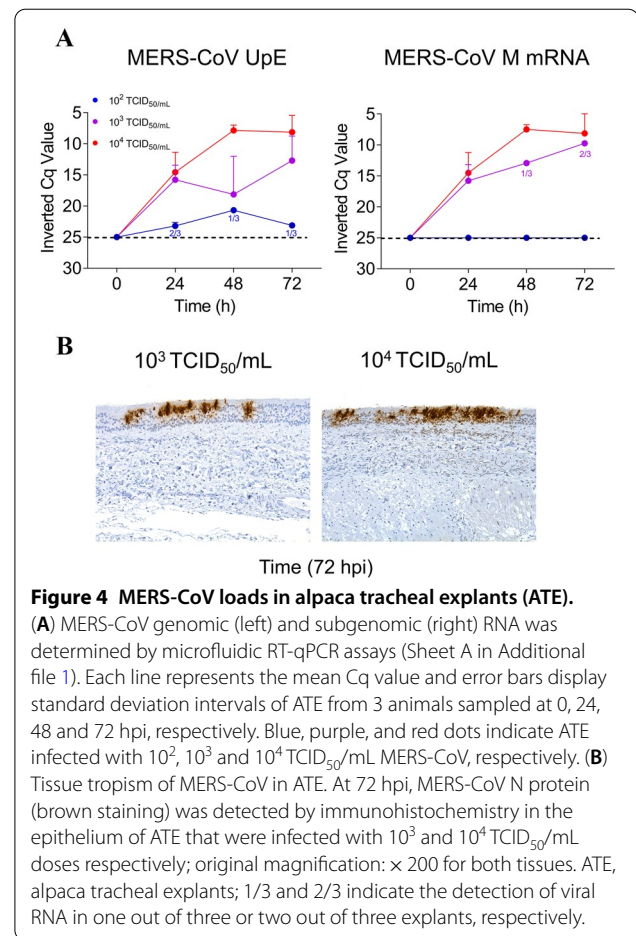 A
MERS-CoV UpE
MERS-CoV M mRNA
10² TCID50/mL
10³ TCID50/mL
10⁴ TCID50/mL
Inverted Cq Value
5
10
15
20
25
30
2/3
1/3
1/3
0 24 48 72
Time (h)
Inverted Cq Value
5
10
15
20
25
30
1/3
2/3
0 24 48 72
Time (h)
B
10³ TCID₅₀/mL
10⁴ TCID₅₀/mL
Time (72 hpi)
Figure 4 MERS-CoV loads in alpaca tracheal explants (ATE).
(A) MERS-CoV genomic (left) and subgenomic (right) RNA was
determined by microfluidic RT-qPCR assays (Sheet A in Additional
file 1). Each line represents the mean Cq value and error bars display
standard deviation intervals of ATE from 3 animals sampled at 0, 24,
48 and 72 hpi, respectively. Blue, purple, and red dots indicate ATE
infected with 10², 10³ and 10⁴ TCID₅₀/mL MERS-CoV, respectively. (B)
Tissue tropism of MERS-CoV in ATE. At 72 hpi, MERS-CoV N protein
(brown staining) was detected by immunohistochemistry in the
epithelium of ATE that were infected with 10³ and 10⁴ TCID₅₀/mL
doses respectively; original magnification: × 200 for both tissues. ATE,
alpaca tracheal explants; 1/3 and 2/3 indicate the detection of viral
RNA in one out of three or two out of three explants, respectively.